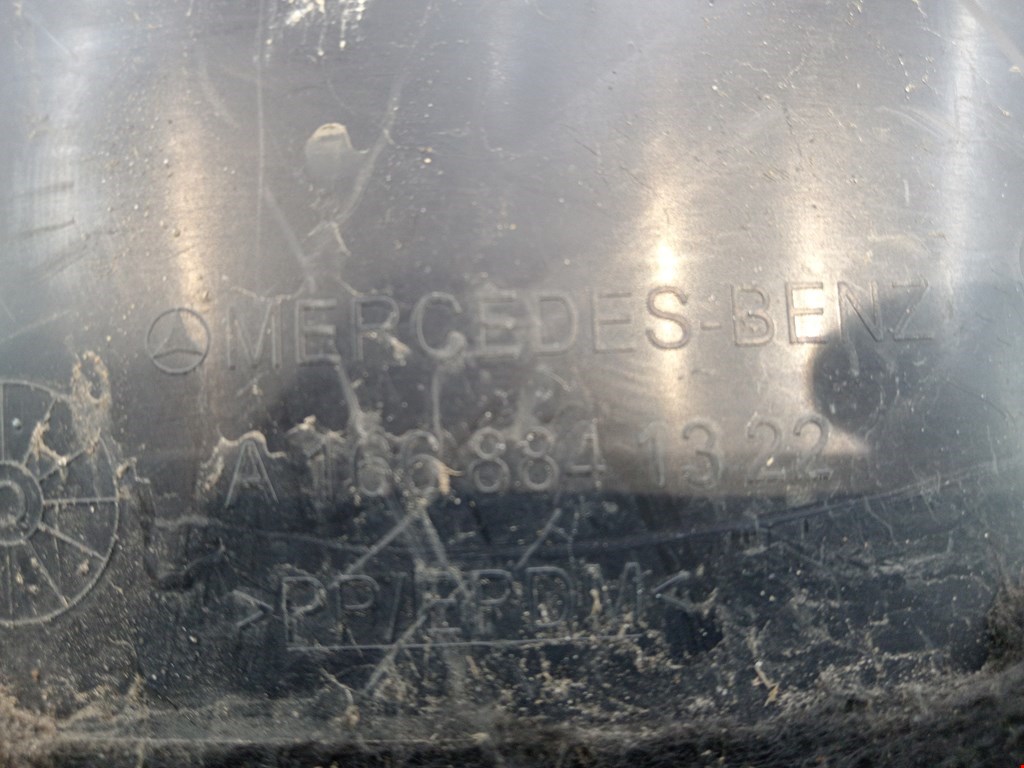 MERCEDES-BENZ
A 166 884 13 22
>PP/EPDM<